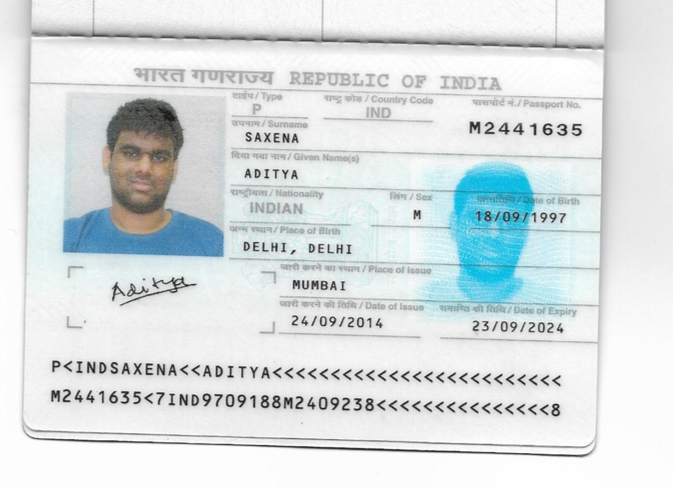 भारत गणराज्य REPUBLIC OF INDIA
टाईप / Type
राष्ट्र कोड / Country Code
पासपोर्ट नं. / Passport No.
P
IND
M2441635
उपनाम / Surname
SAXENA
दिया गया नाम / Given Name(s)
ADITYA
राष्ट्रीयता / Nationality
लिंग / Sex
जन्मतिथि / Date of Birth
INDIAN
M
18/09/1997
जन्म स्थान / Place of Birth
DELHI, DELHI
जारी करने का स्थान / Place of Issue
MUMBAI
Aditya
जारी करने की तिथि / Date of Issue
समाप्ति की तिथि / Date of Expiry
24/09/2014
23/09/2024
P<INDSAXENA<<ADITYA<<<<<<<<<<<<<<<<<<<<<<<<<
M2441635<7IND9709188M2409238<<<<<<<<<<<<<<<8